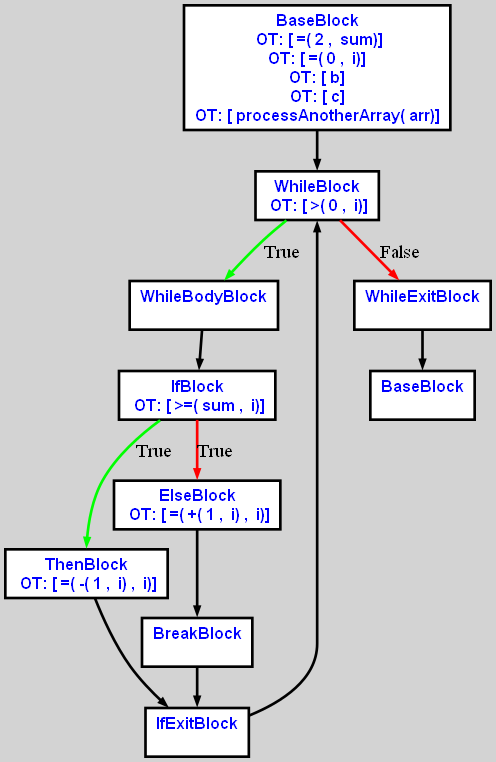 BaseBlock
OT: [ =( 2 ,  sum)]
OT: [ =( 0 ,  i)]
OT: [ b]
OT: [ c]
OT: [ processAnotherArray( arr)]
WhileBlock
OT: [ >( 0 ,  i)]
True
False
WhileBodyBlock
WhileExitBlock
IfBlock
OT: [ >=( sum ,  i)]
BaseBlock
True
True
ElseBlock
OT: [ =( +( 1 ,  i) ,  i)]
ThenBlock
OT: [ =( -( 1 ,  i) ,  i)]
BreakBlock
IfExitBlock